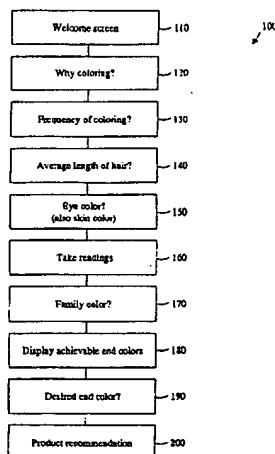 100
Welcome screen 110
Why coloring? 120
Frequency of coloring? 130
Average length of hair? 140
Eye color?
(also skin color) 150
Take readings 160
Family color? 170
Display achievable end colors 180
Desired end color? 190
Product recommendation 200